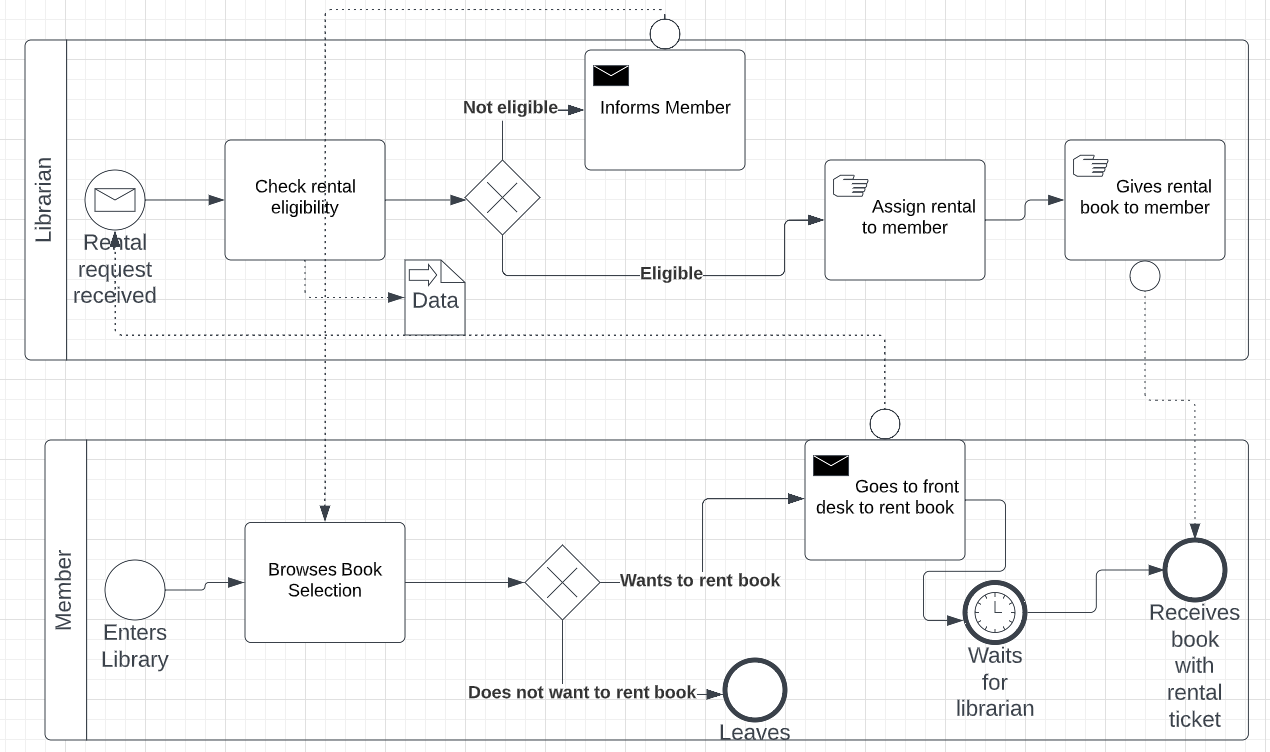 Librarian
Not eligible
Informs Member
Check rental
eligibility
Rental
request
received
Data
Eligible
Assign rental
to member
Gives rental
book to member
Member
Enters
Library
Browses Book
Selection
Wants to rent book
Does not want to rent book
Leaves
Goes to front
desk to rent book
Waits
for
librarian
Receives
book
with
rental
ticket